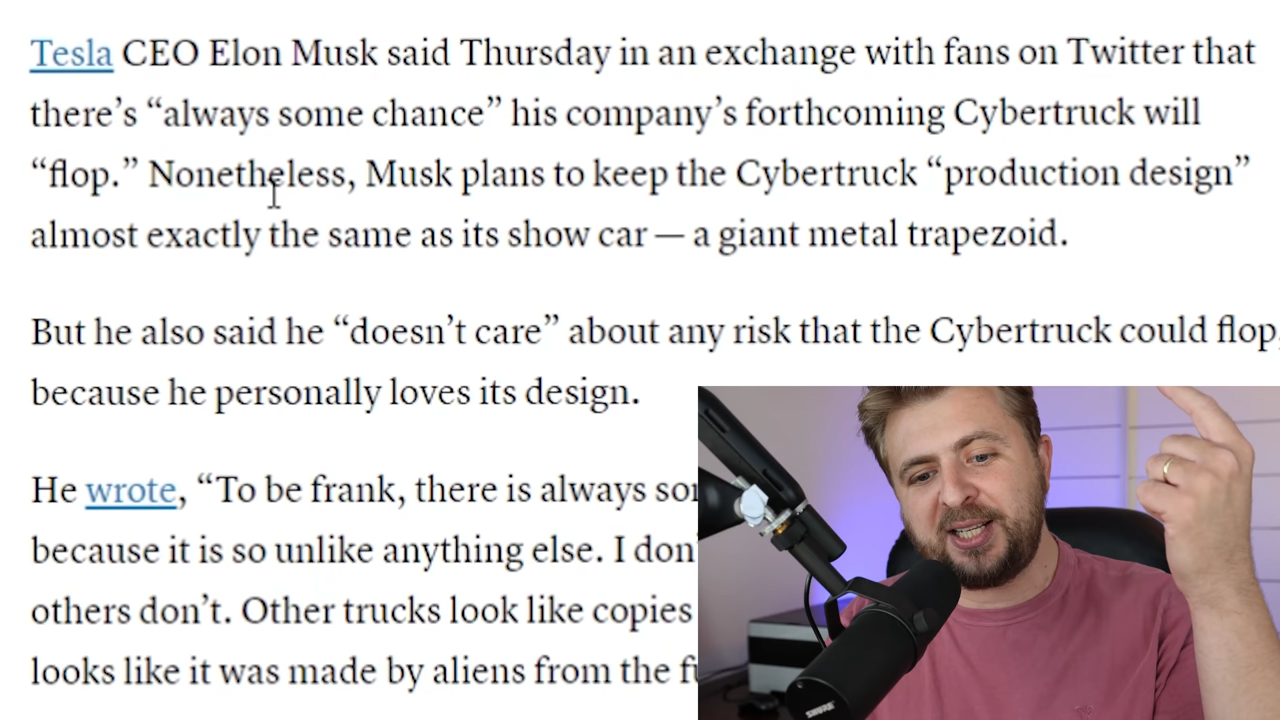 Tesla CEO Elon Musk said Thursday in an exchange with fans on Twitter that
there’s “always some chance” his company’s forthcoming Cybertruck will
“flop.” Nonetheless, Musk plans to keep the Cybertruck “production design”
almost exactly the same as its show car — a giant metal trapezoid.
But he also said he “doesn’t care” about any risk that the Cybertruck could flop,
because he personally loves its design.
He wrote, “To be frank, there is always
because it is so unlike anything else. I
others don’t. Other trucks look like copies
looks like it was made by aliens from the
SHURE